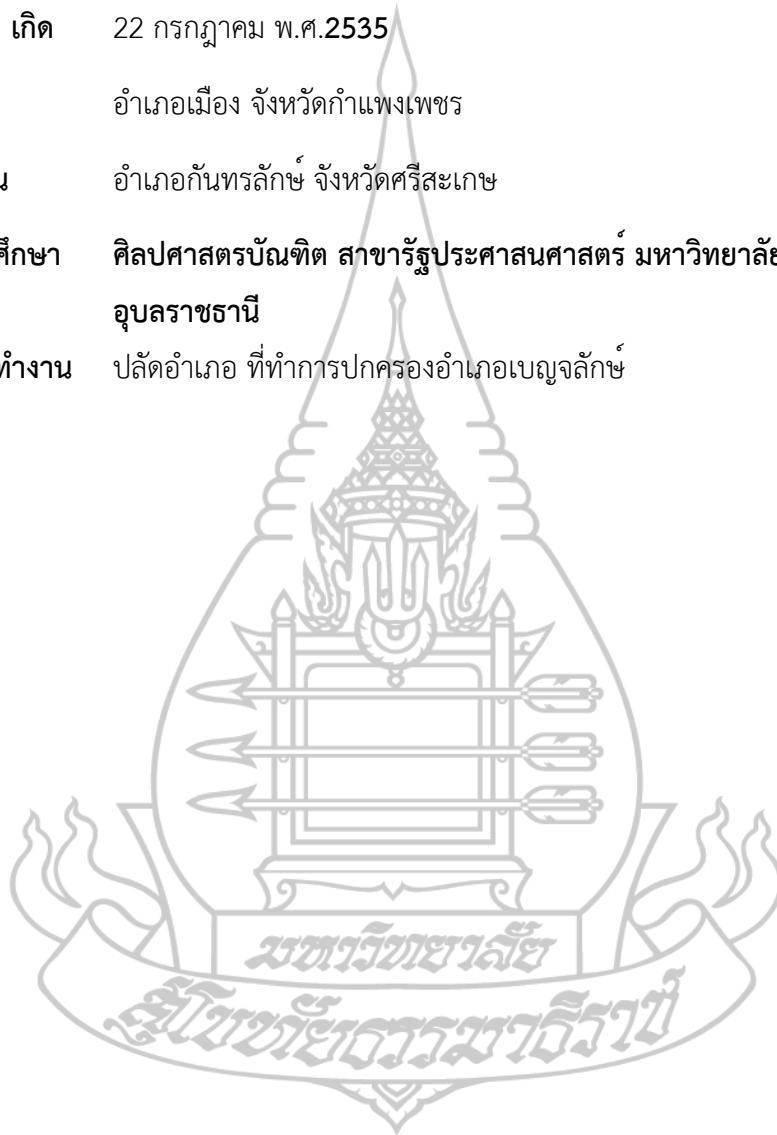 เกิด 22 กรกฎาคม พ.ศ.2535
อำเภอเมือง จังหวัดกำแพงเพชร
น อำเภอกันทรลักษ์ จังหวัดศรีสะเกษ
ศึกษา ศิลปศาสตรบัณฑิต สาขารัฐประศาสนศาสตร์ มหาวิทยาลัย
อุบลราชธานี
ทำงาน ปลัดอำเภอ ที่ทำการปกครองอำเภอเบญจลักษ์
มหาวิทยาลัย
สุโขทัยธรรมาธิราช